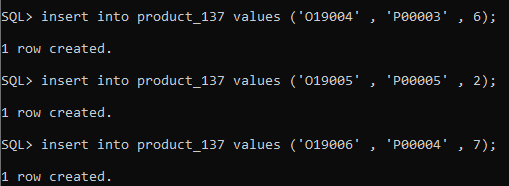 SQL> insert into product_137 values ('O19004' , 'P00003' , 6);
1 row created.
SQL> insert into product_137 values ('O19005' , 'P00005' , 2);
1 row created.
SQL> insert into product_137 values ('O19006' , 'P00004' , 7);
1 row created.